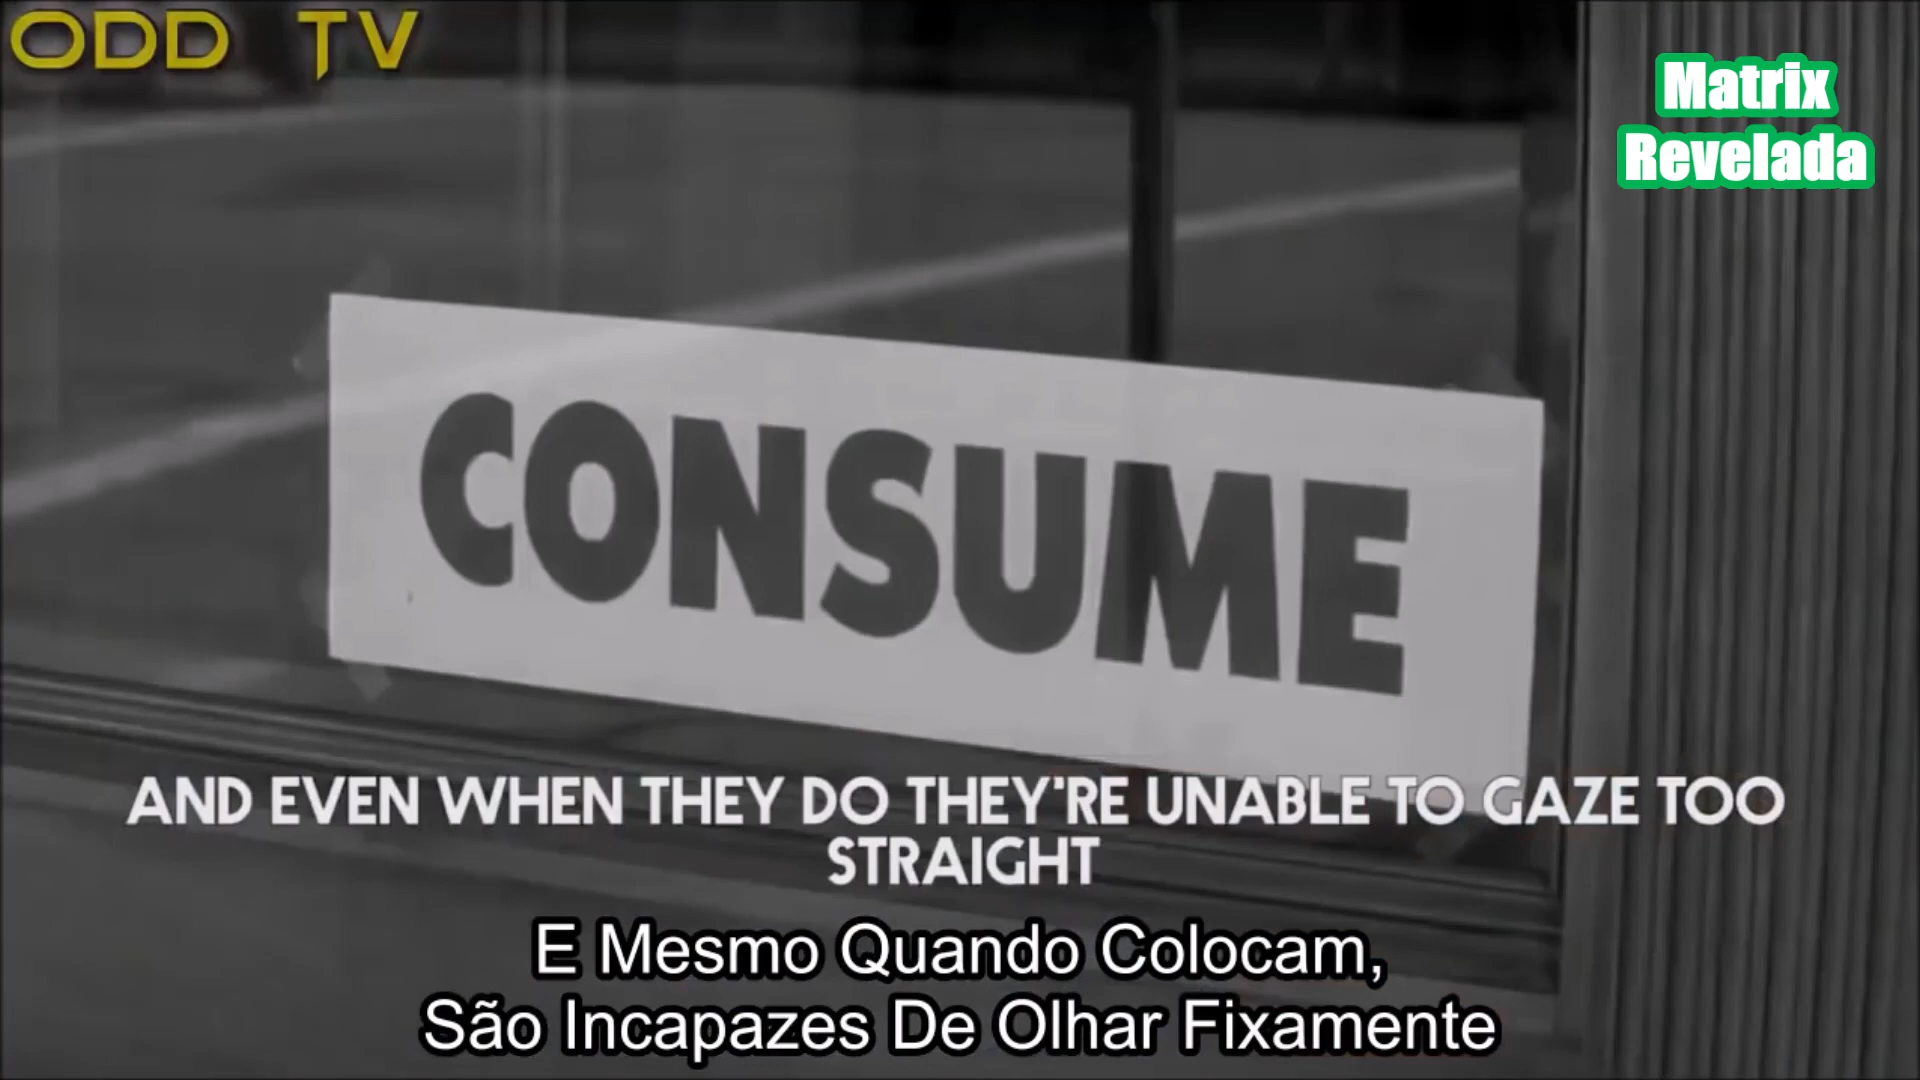 ODD TV
Matrix
Revelada
CONSUME
AND EVEN WHEN THEY DO THEY'RE UNABLE TO GAZE TOO
STRAIGHT
E Mesmo Quando Colocam,
São Incapazes De Olhar Fixamente